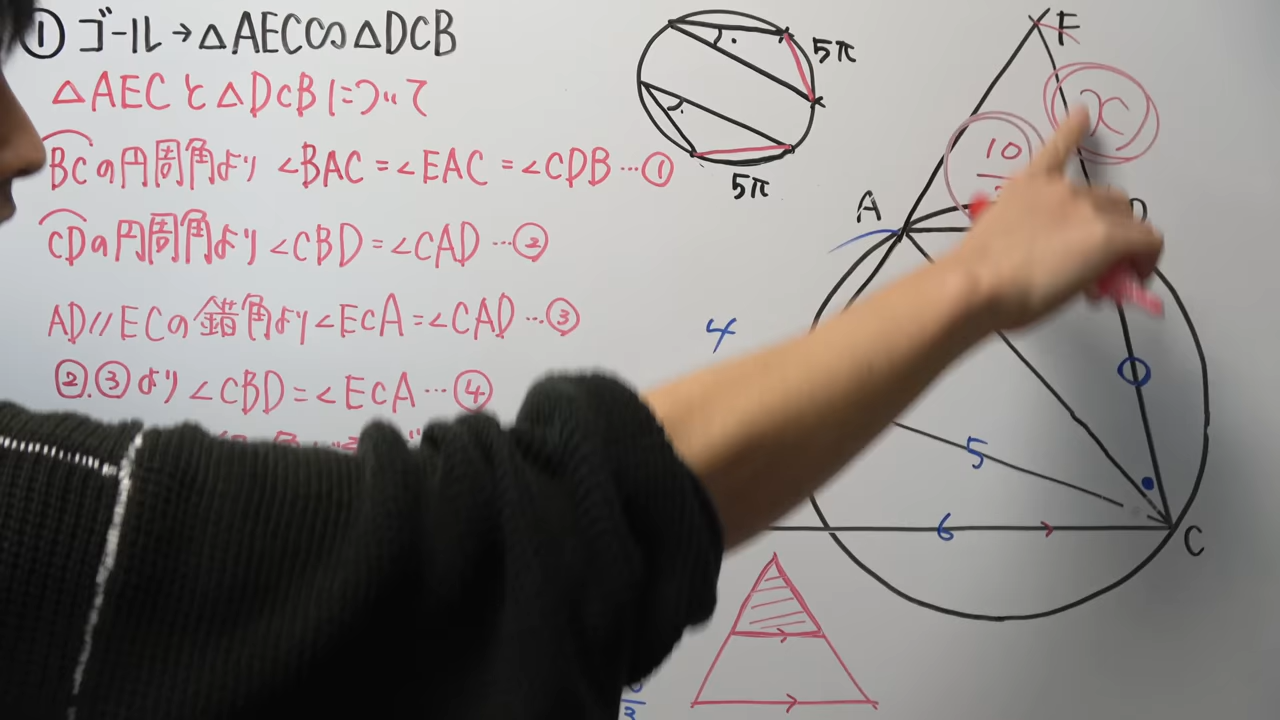 ① ゴール→△AEC∽△DCB
△AECと△DCBについて
BCの円周角より ∠BAC=∠EAC=∠CDB…①
CDの円周角より∠CBD=∠CAD…②
AD//ECの錯角より∠ECA=∠CAD…③
②.③より∠CBD=∠ECA…④
5π
5π
F
x
10
A
D
4
5
6
C